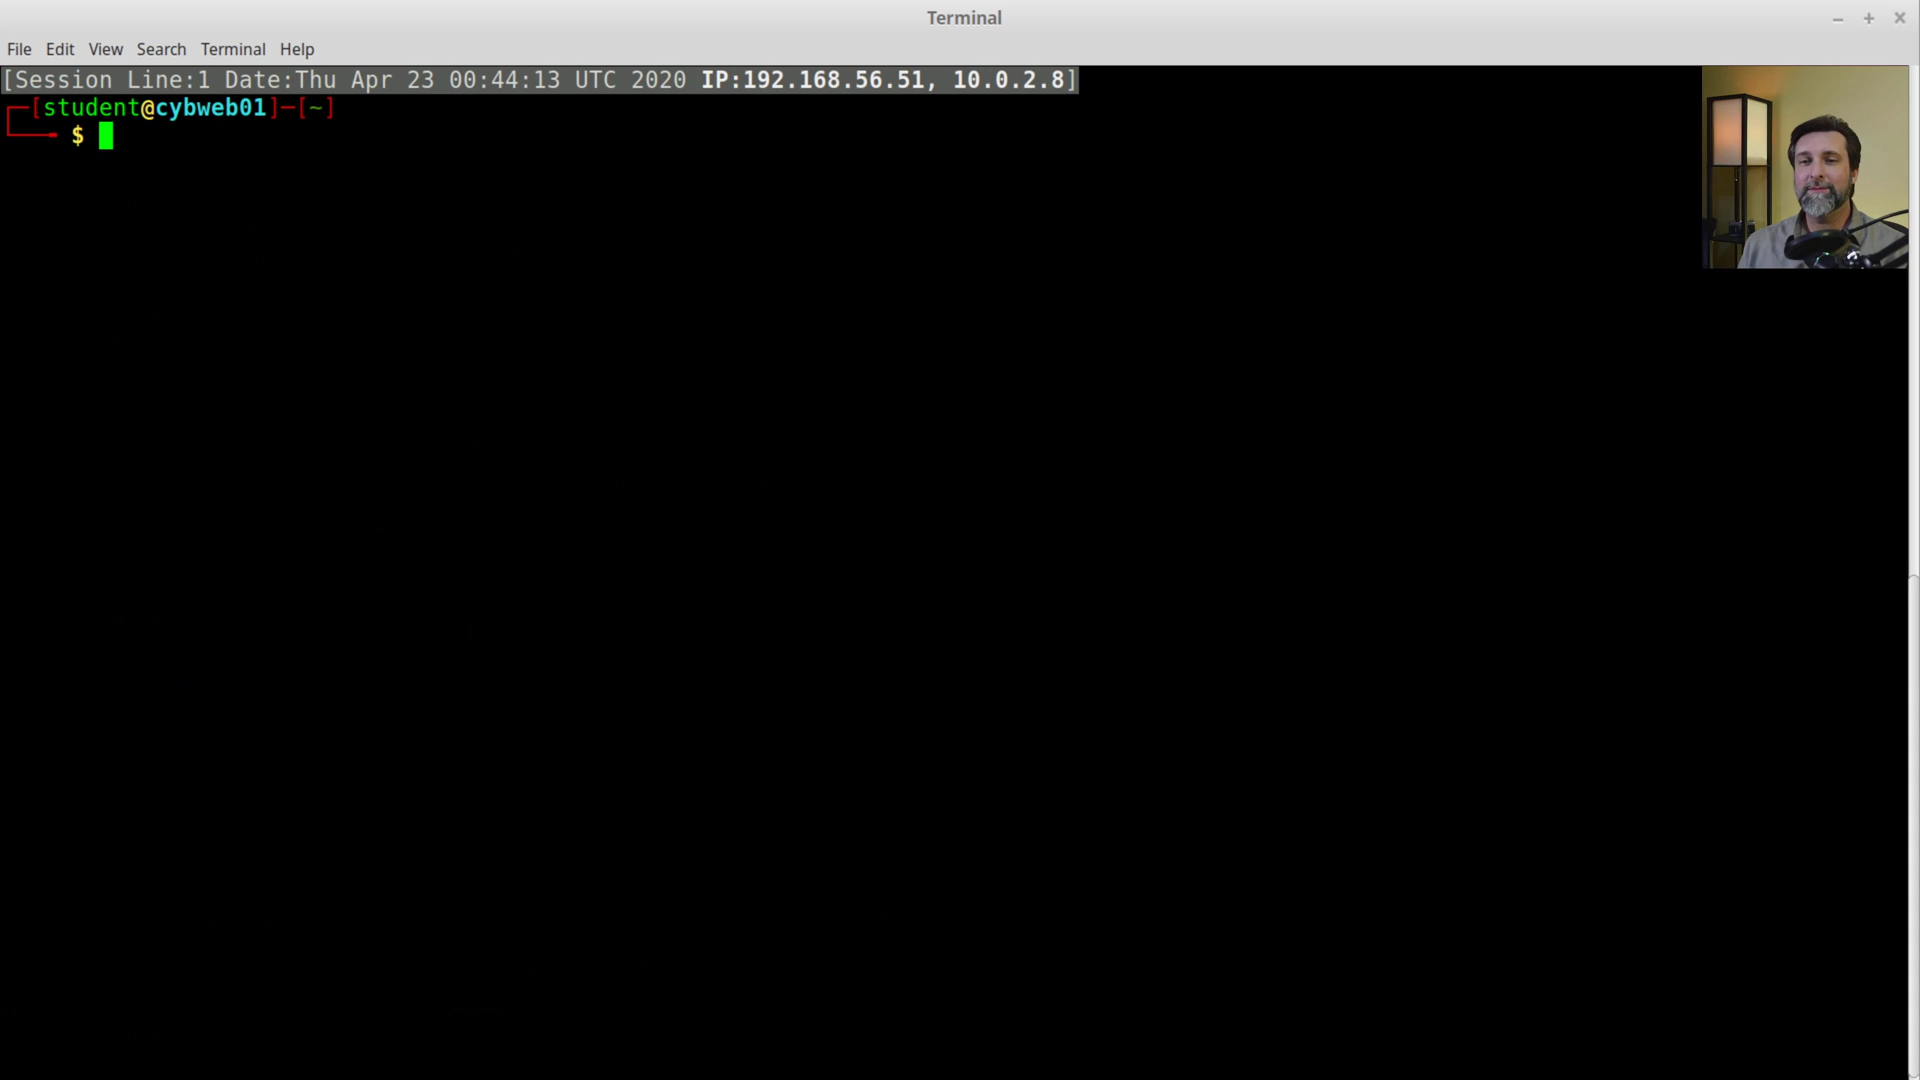 Terminal
File Edit View Search Terminal Help
[Session Line:1 Date:Thu Apr 23 00:44:13 UTC 2020 IP:192.168.56.51, 10.0.2.8]
┌─[student@cybweb01]─[~]
└──╼ $